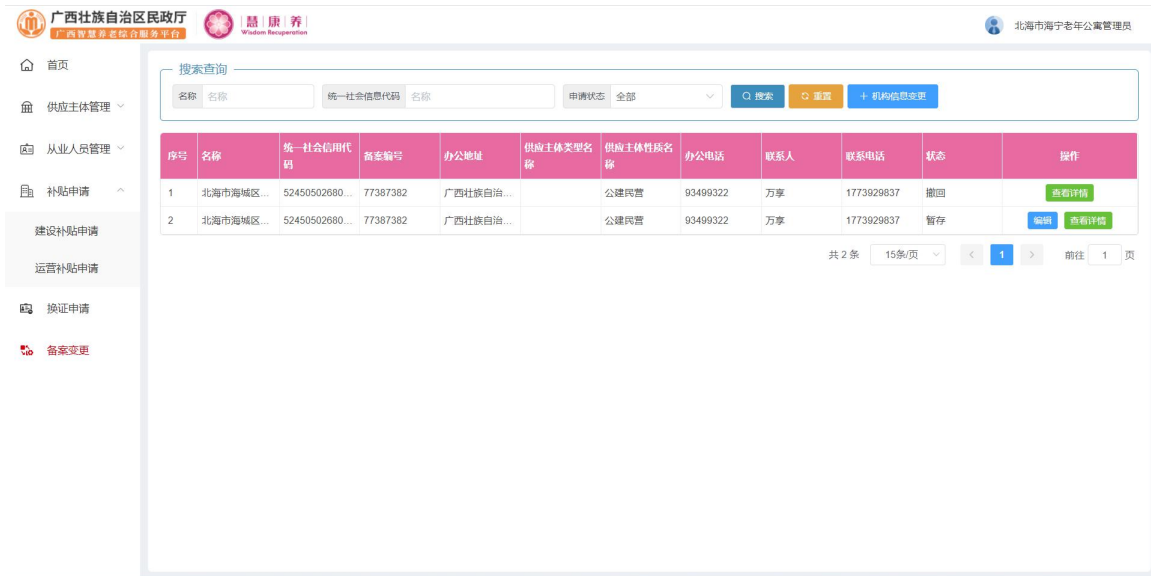 广西壮族自治区民政厅
广西智慧养老综合服务平台
慧康养
Wisdom Recuperation
北海市海宁老年公寓管理员
首页
供应主体管理
从业人员管理
补贴申请
建设补贴申请
运营补贴申请
换证申请
备案变更
搜索查询
名称 名称 统一社会信息代码 名称 申请状态 全部 搜索 重置 + 机构信息变更
序号 名称 统一社会信用代码 备案编号 办公地址 供应主体类型名称 供应主体性质名称 办公电话 联系人 联系电话 状态 操作
1 北海市海城区... 52450502680... 77387382 广西壮族自治... 公建民营 93499322 万享 1773929837 撤回 查看详情
2 北海市海城区... 52450502680... 77387382 广西壮族自治... 公建民营 93499322 万享 1773929837 暂存 编辑 查看详情
共 2 条 15条/页 < 1 > 前往 1 页